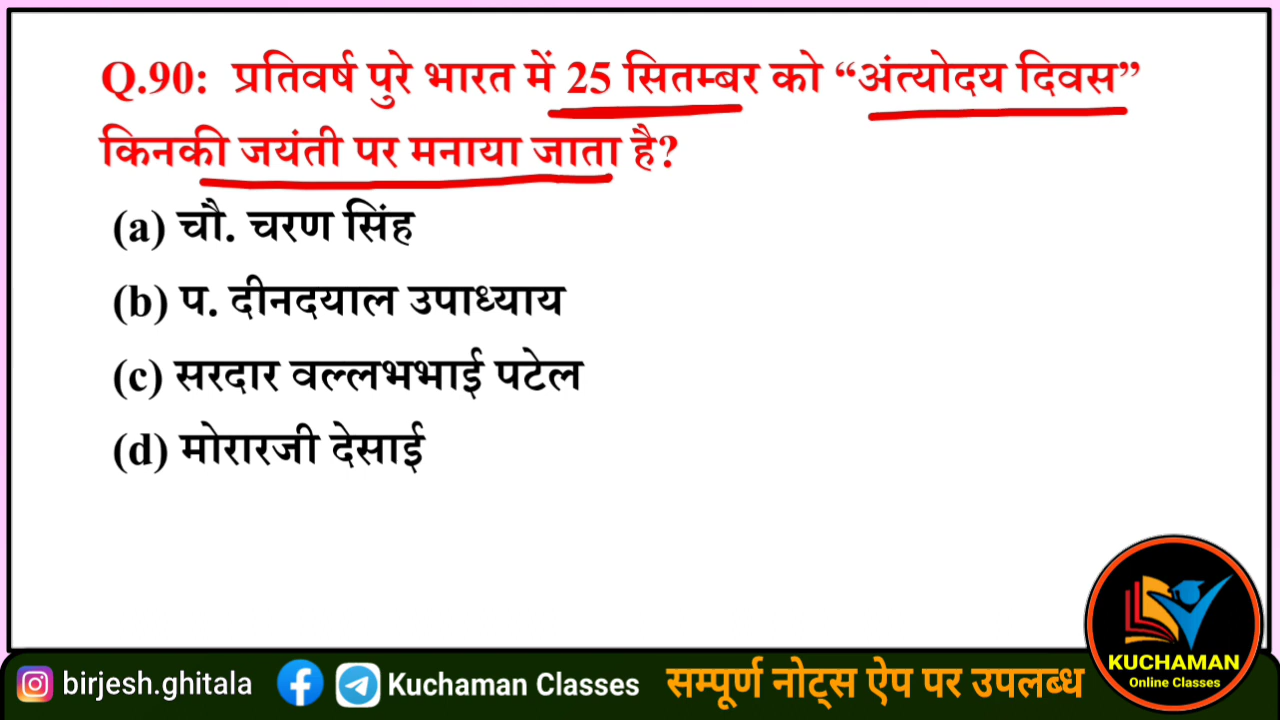 Q.90: प्रतिवर्ष पुरे भारत में 25 सितम्बर को “अंत्योदय दिवस”
किनकी जयंती पर मनाया जाता है?
(a) चौ. चरण सिंह
(b) प. दीनदयाल उपाध्याय
(c) सरदार वल्लभभाई पटेल
(d) मोरारजी देसाई
KUCHAMAN
Online Classes
birjesh.ghitala
Kuchaman Classes
सम्पूर्ण नोट्स ऐप पर उपलब्ध